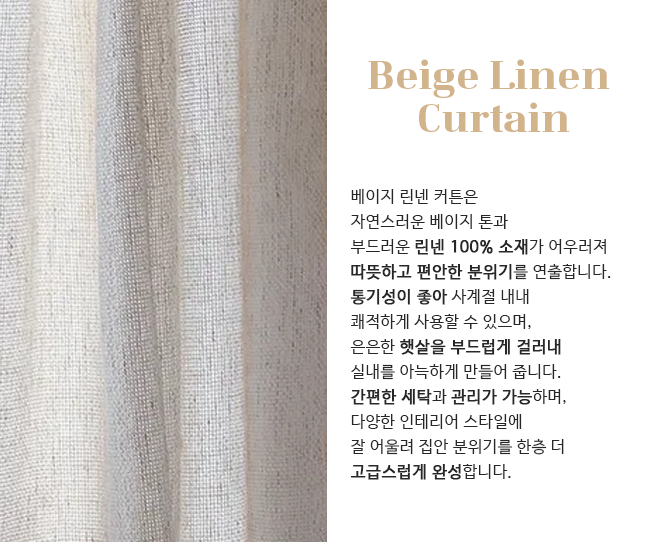 Beige Linen
Curtain
베이지 린넨 커튼은
자연스러운 베이지 톤과
부드러운 린넨 100% 소재가 어우러져
따뜻하고 편안한 분위기를 연출합니다.
통기성이 좋아 사계절 내내
쾌적하게 사용할 수 있으며,
은은한 햇살을 부드럽게 걸러내
실내를 아늑하게 만들어 줍니다.
간편한 세탁과 관리가 가능하며,
다양한 인테리어 스타일에
잘 어울려 집안 분위기를 한층 더
고급스럽게 완성합니다.